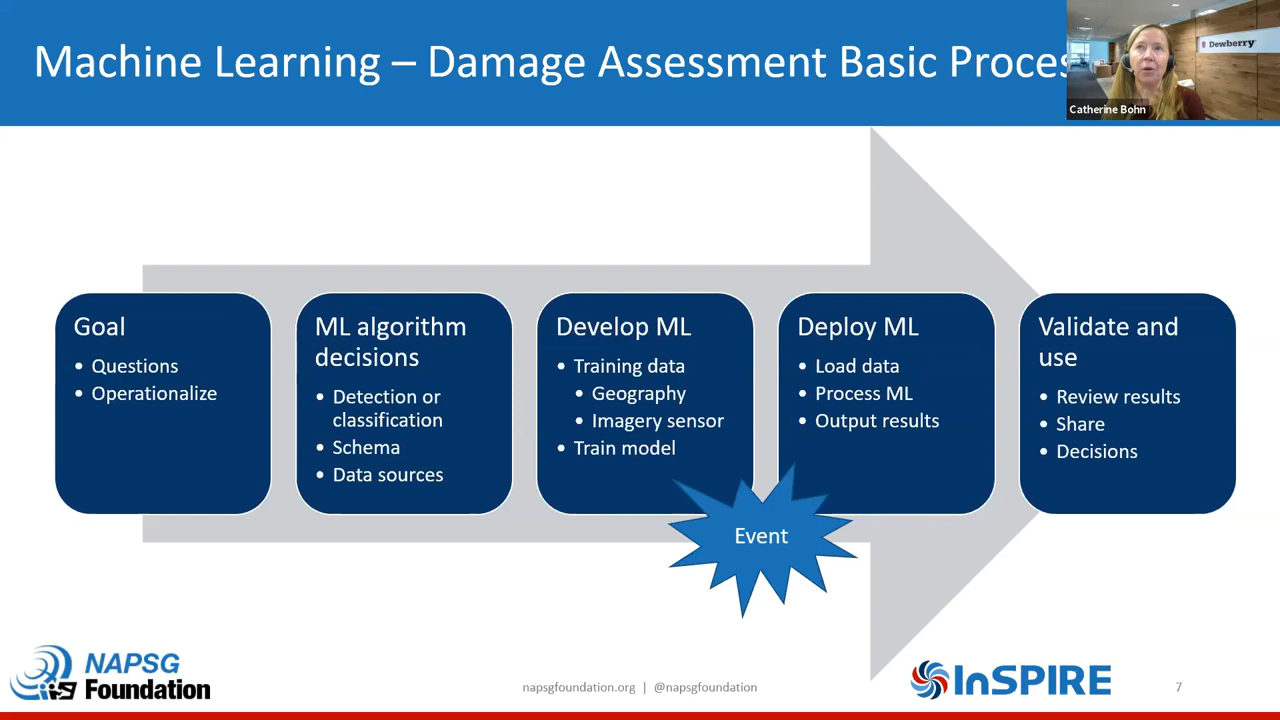 Machine Learning – Damage Assessment Basic Proces
Dewberry
Catherine Bohn
Goal
• Questions
• Operationalize
ML algorithm
decisions
• Detection or
classification
• Schema
• Data sources
Develop ML
• Training data
• Geography
• Imagery sensor
• Train model
Deploy ML
• Load data
• Process ML
• Output results
Validate and
use
• Review results
• Share
• Decisions
Event
NAPSG
Foundation
napsgfoundation.org | @napsgfoundation
InSPIRE
7